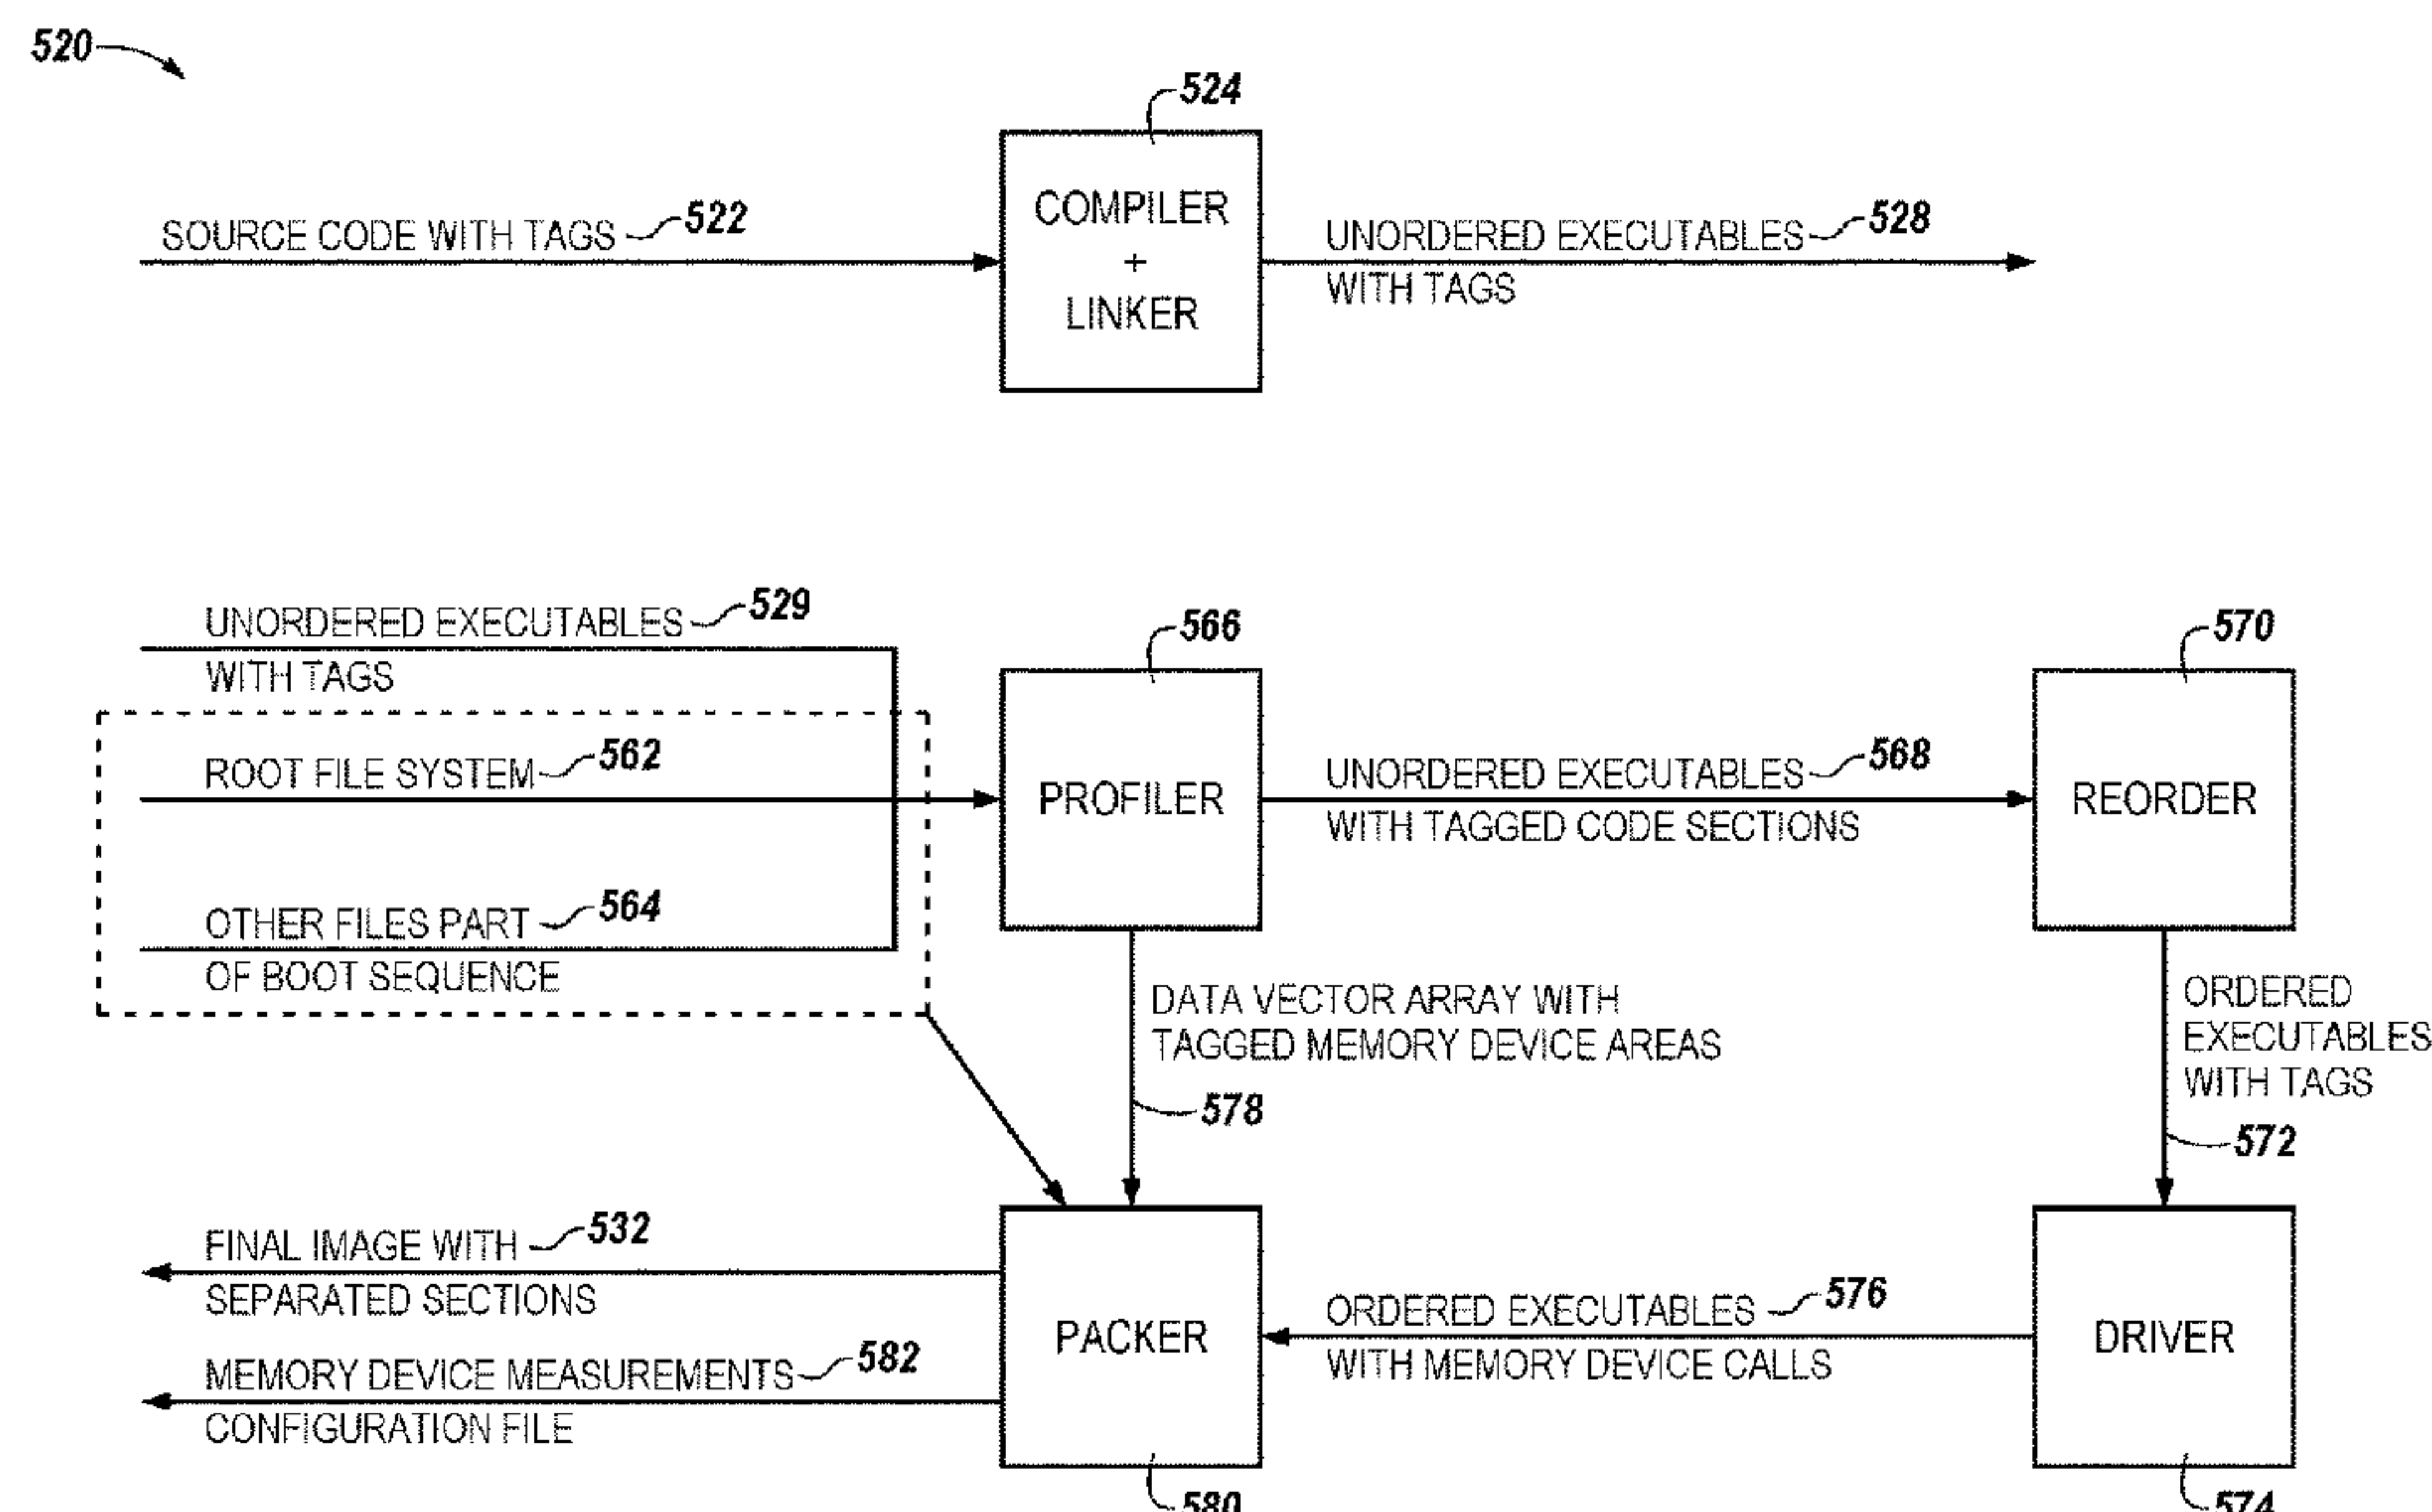 520
524
COMPILER
+
LINKER
SOURCE CODE WITH TAGS 522
UNORDERED EXECUTABLES 528
WITH TAGS
UNORDERED EXECUTABLES 529
WITH TAGS
ROOT FILE SYSTEM 562
OTHER FILES PART 564
OF BOOT SEQUENCE
566
PROFILER
UNORDERED EXECUTABLES 568
WITH TAGGED CODE SECTIONS
570
REORDER
DATA VECTOR ARRAY WITH
TAGGED MEMORY DEVICE AREAS
578
ORDERED
EXECUTABLES
WITH TAGS
572
FINAL IMAGE WITH 532
SEPARATED SECTIONS
MEMORY DEVICE MEASUREMENTS 582
CONFIGURATION FILE
PACKER
580
ORDERED EXECUTABLES 576
WITH MEMORY DEVICE CALLS
DRIVER
574